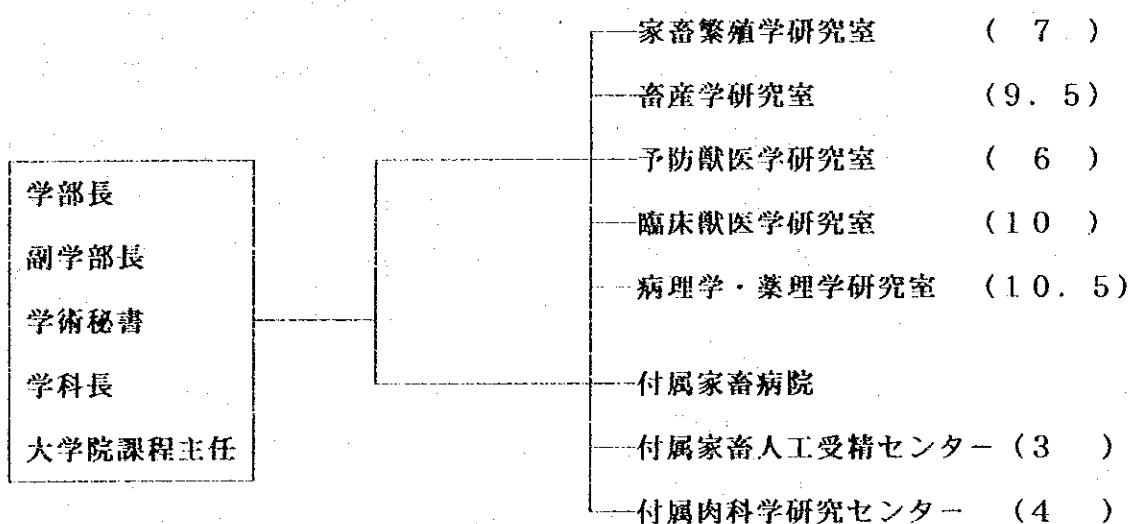 学部長
副学部長
学術秘書
学科長
大学院課程主任
家畜繁殖学研究室 ( 7 )
畜産学研究室 (9. 5)
予防獣医学研究室 ( 6 )
臨床獣医学研究室 (10 )
病理学・薬理学研究室 (10. 5)
付属家畜病院
付属家畜人工受精センター (3 )
付属肉科学研究センター (4 )